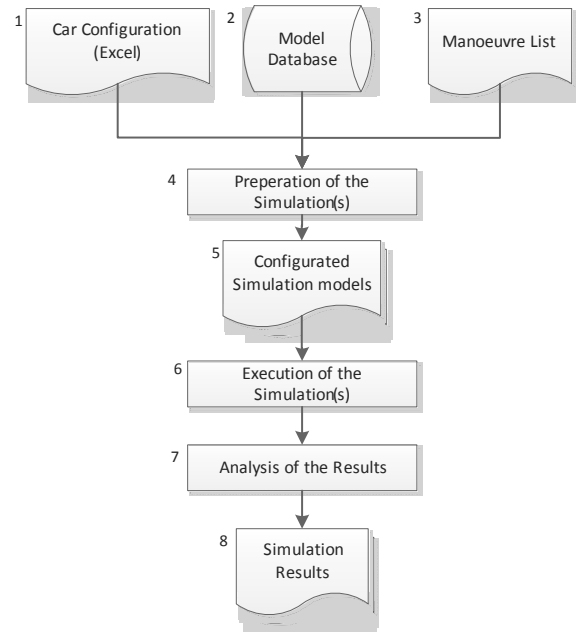 1
Car Configuration
(Excel)
2
Model
Database
3
Manoeuvre List
4
Preperation of the
Simulation(s)
5
Configurated
Simulation models
6
Execution of the
Simulation(s)
7
Analysis of the Results
8
Simulation
Results